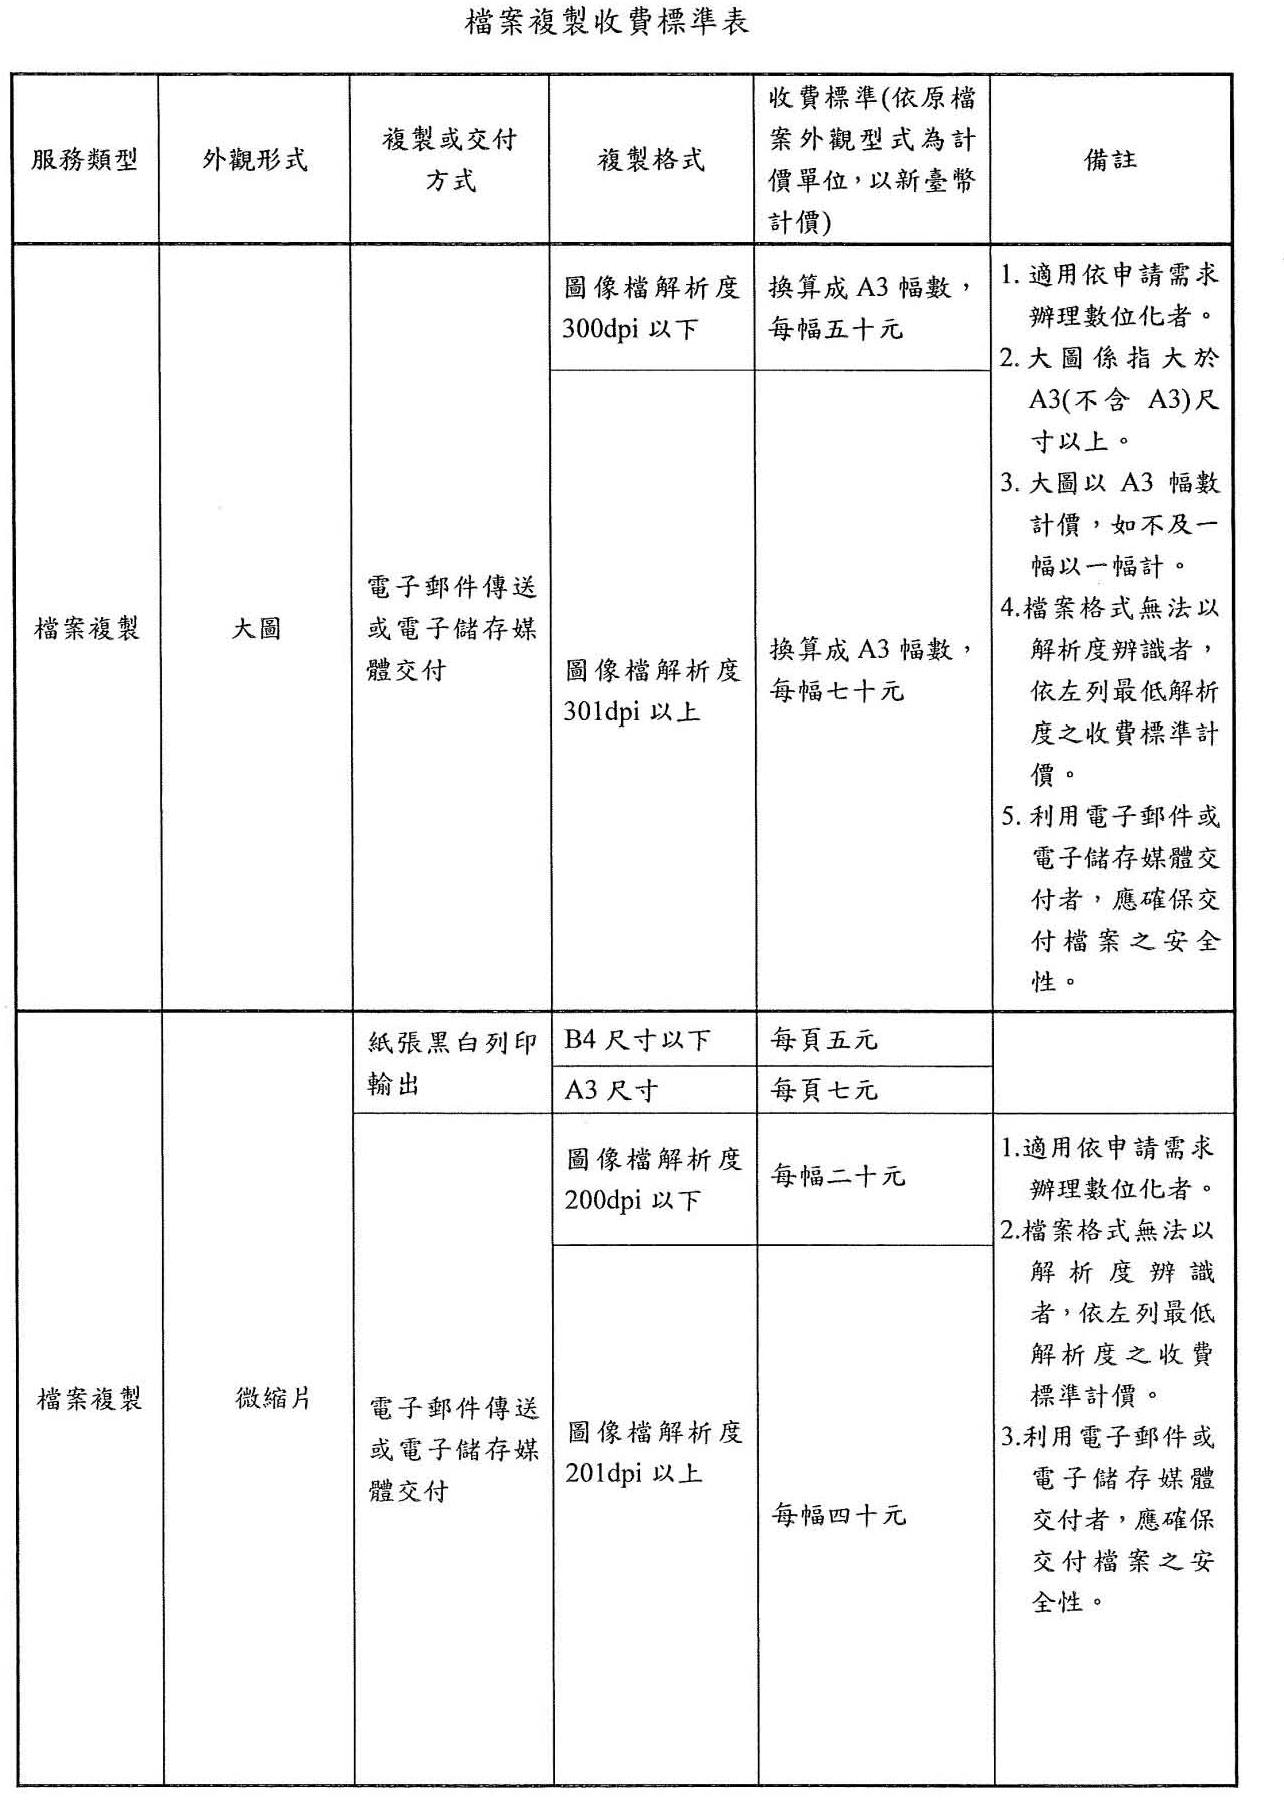 檔案複製收費標準表
服務類型
外觀形式
複製或交付
方式
複製格式
收費標準(依原檔
案外觀型式為計
價單位，以新臺幣
計價)
備註
檔案複製
大圖
電子郵件傳送
或電子儲存媒
體交付
圖像檔解析度
300dpi 以下
換算成 A3 幅數，
每幅五十元
圖像檔解析度
301dpi 以上
換算成 A3 幅數，
每幅七十元
1. 適用依申請需求
辦理數位化者。
2. 大圖係指大於
A3(不含 A3)尺
寸以上。
3. 大圖以 A3 幅數
計價，如不及一
幅以一幅計。
4.檔案格式無法以
解析度辨識者，
依左列最低解析
度之收費標準計
價。
5. 利用電子郵件或
電子儲存媒體交
付者，應確保交
付檔案之安全
性。
檔案複製
微縮片
紙張黑白列印
輸出
B4 尺寸以下
每頁五元
A3 尺寸
每頁七元
電子郵件傳送
或電子儲存媒
體交付
圖像檔解析度
200dpi 以下
每幅二十元
圖像檔解析度
201dpi 以上
每幅四十元
1.適用依申請需求
辦理數位化者。
2.檔案格式無法以
解析度辨識
者，依左列最低
解析度之收費
標準計價。
3.利用電子郵件或
電子儲存媒體
交付者，應確保
交付檔案之安
全性。